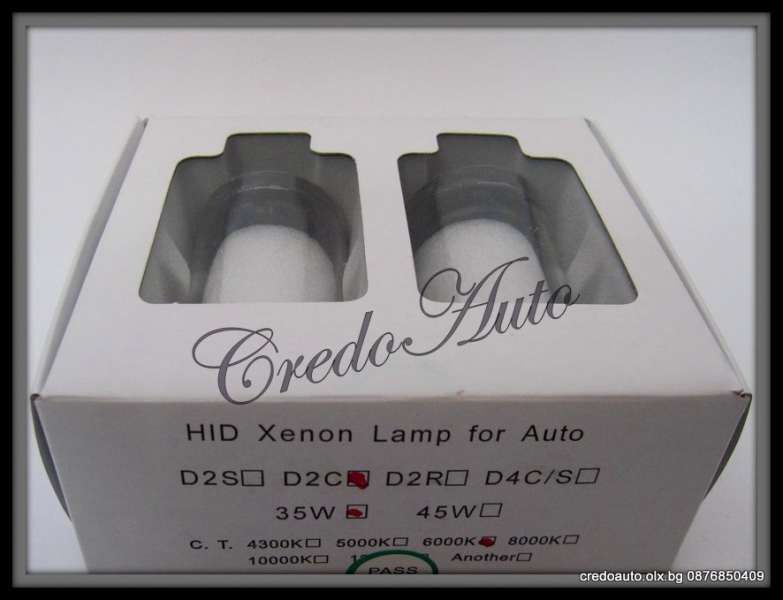 CredoAuto
HID Xenon Lamp for Auto
D2S D2C D2R D4C/S
35W 45W
C. T. 4300K 5000K 6000K 8000K
10000K Another
PASS
credoauto.olx.bg 0876850409